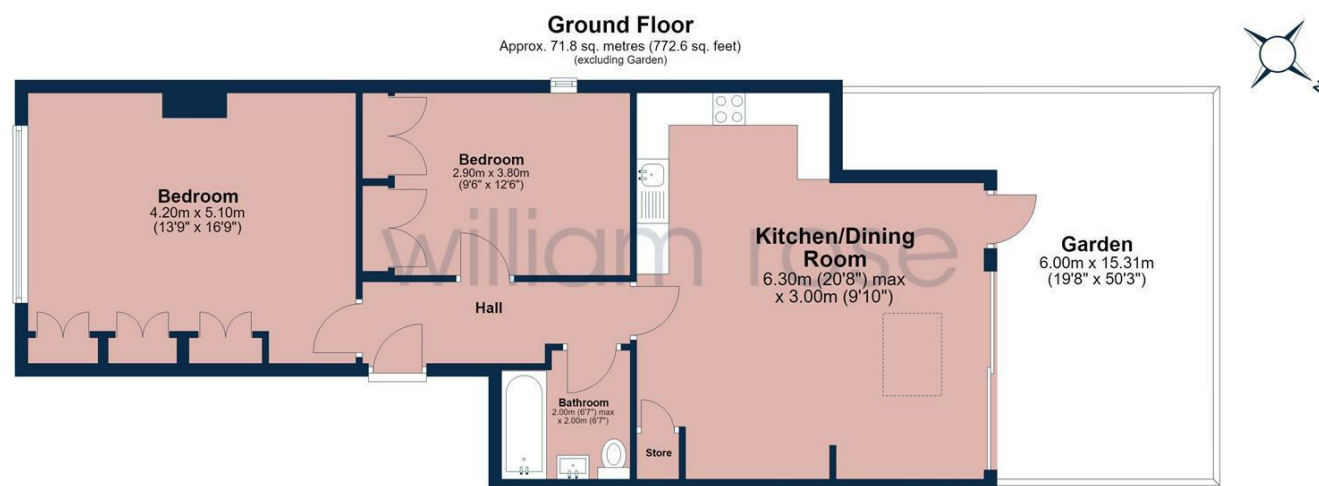 Ground Floor
Approx. 71.8 sq. metres (772.6 sq. feet)
(excluding Garden)
Bedroom
4.20m x 5.10m
(13'9" x 16'9")
Bedroom
2.90m x 3.80m
(9'6" x 12'6")
william rose
Kitchen/Dining
Room
6.30m (20'8") max
x 3.00m (9'10")
Garden
6.00m x 15.31m
(19'8" x 50'3")
Hall
Bathroom
2.00m (6'7") max
x 2.00m (6'7")
Store
N